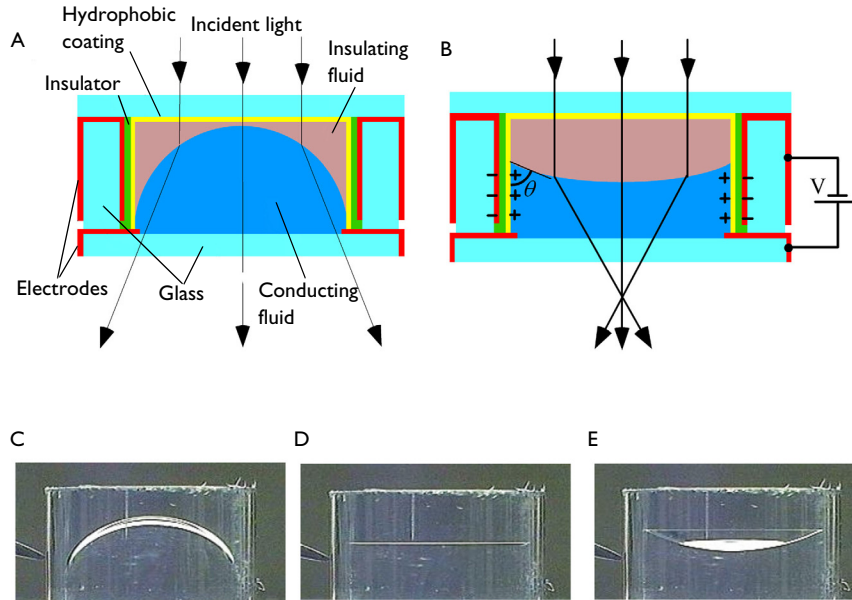 A
Hydrophobic
coating
Incident light
Insulating
fluid
Insulator
Electrodes
Glass
Conducting
fluid
B
θ
V
C
D
E